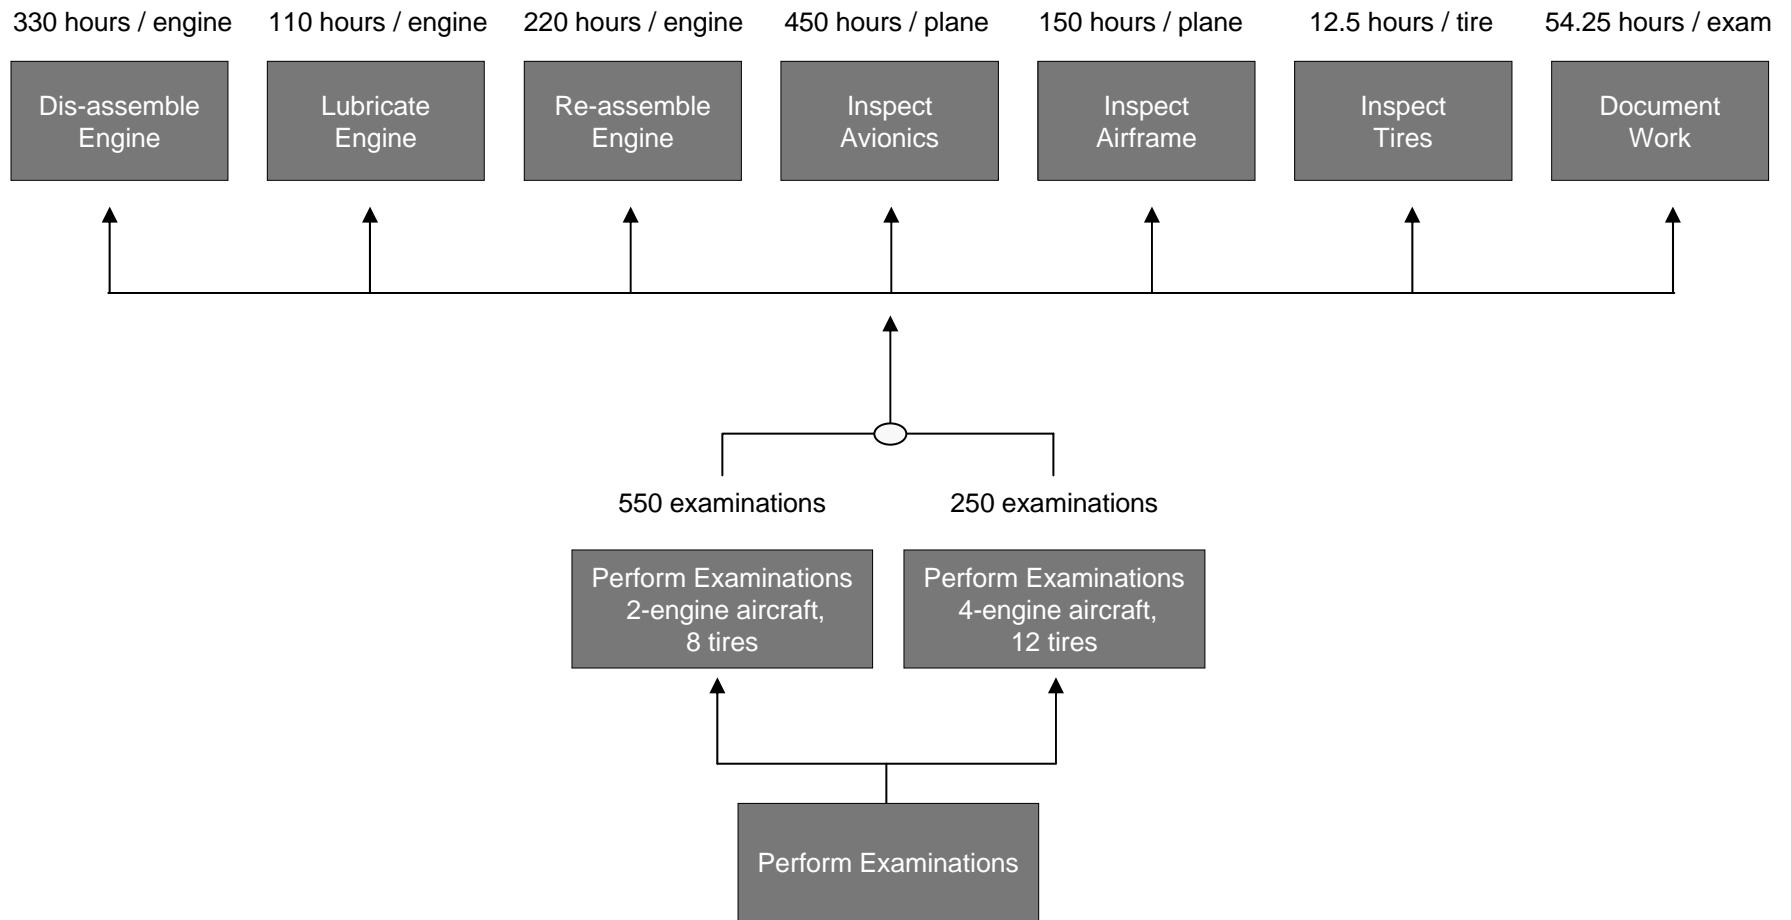 330 hours / engine
110 hours / engine
220 hours / engine
450 hours / plane
150 hours / plane
12.5 hours / tire
54.25 hours / exam
Dis-assemble
Engine
Lubricate
Engine
Re-assemble
Engine
Inspect
Avionics
Inspect
Airframe
Inspect
Tires
Document
Work
550 examinations
250 examinations
Perform Examinations
2-engine aircraft,
8 tires
Perform Examinations
4-engine aircraft,
12 tires
Perform Examinations